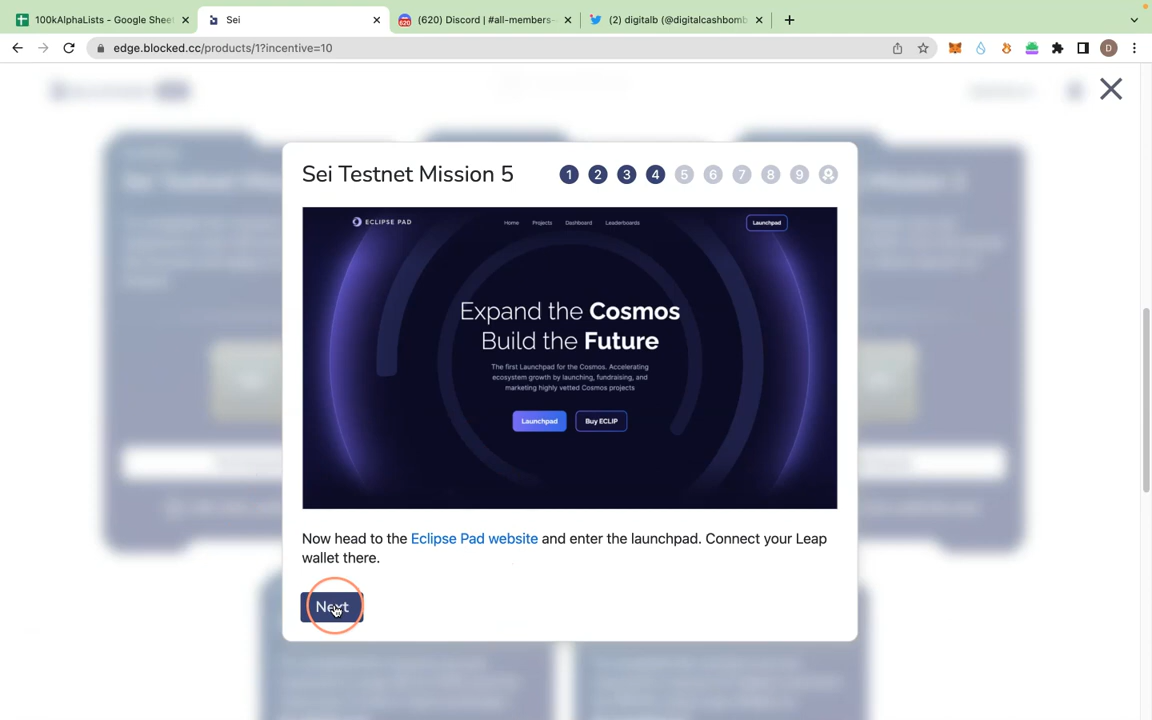 100kAlphaLists - Google Sheet
Sei
(620) Discord | #all-members-
(2) digitalb (@digitalcashbomb
edge.blocked.cc/products/1?incentive=10
D
Sei Testnet Mission 5
1 2 3 4 5 6 7 8 9
ECLIPSE PAD
Home Projects Dashboard Leaderboards
Launchpad
Expand the Cosmos
Build the Future
The first Launchpad for the Cosmos. Accelerating
ecosystem growth by launching, fundraising, and
marketing highly vetted Cosmos projects
Launchpad Buy ECLIP
Now head to the Eclipse Pad website and enter the launchpad. Connect your Leap
wallet there.
Next